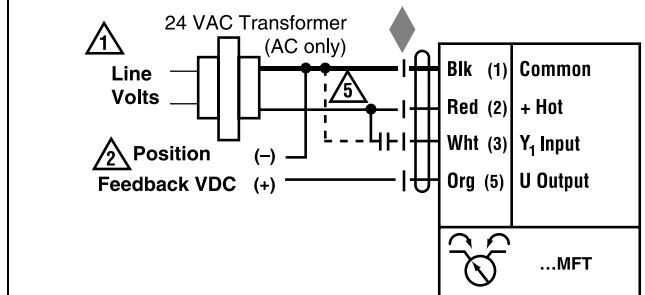 24 VAC Transformer
(AC only)
1
Line
Volts
5
2 Position (–)
Feedback VDC (+)
Blk (1) Common
Red (2) + Hot
Wht (3) Y₁ Input
Org (5) U Output
...MFT